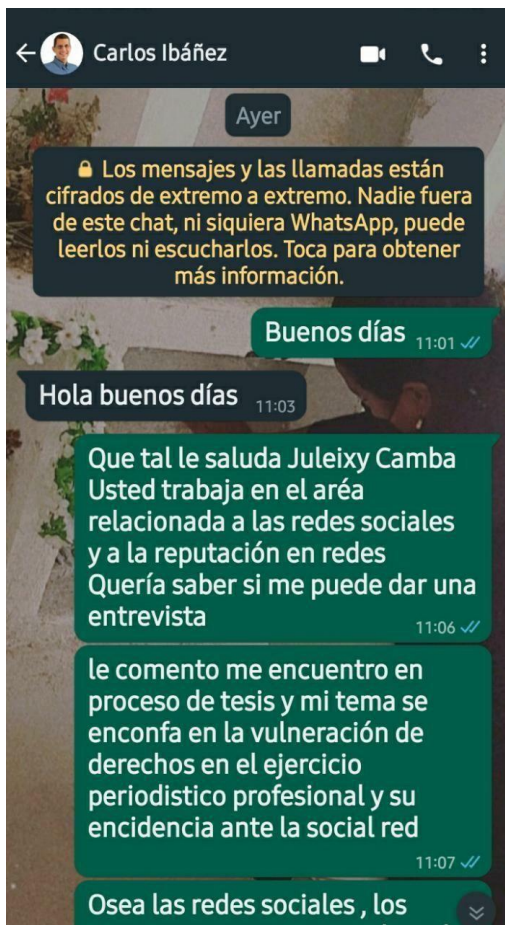 Carlos Ibáñez
Ayer
Los mensajes y las llamadas están
cifrados de extremo a extremo. Nadie fuera
de este chat, ni siquiera WhatsApp, puede
leerlos ni escucharlos. Toca para obtener
más información.
Buenos días 11:01
Hola buenos días 11:03
Que tal le saluda Juleixy Camba
Usted trabaja en el aréa
relacionada a las redes sociales
y a la reputación en redes
Quería saber si me puede dar una
entrevista
11:06
le comento me encuentro en
proceso de tesis y mi tema se
enconfa en la vulneración de
derechos en el ejercicio
periodistico profesional y su
encidencia ante la social red
11:07
Osea las redes sociales , los